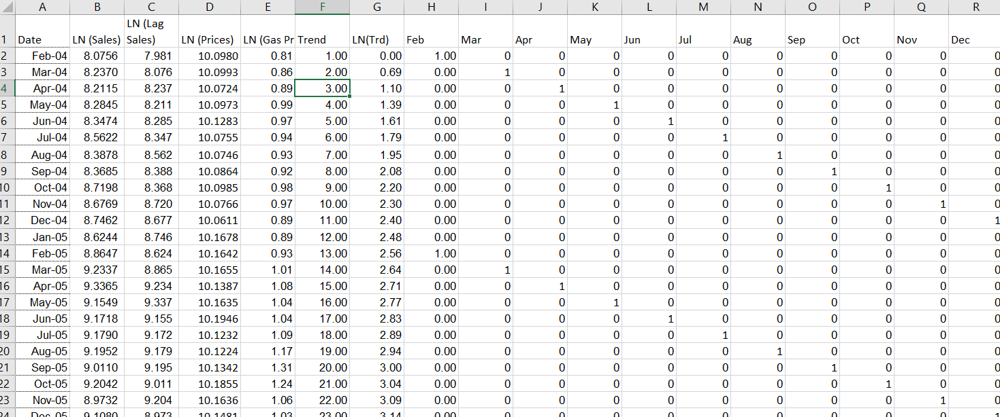 A B C D E F G H I J K L M N O P Q R
LN (Lag
1 Date LN (Sales) Sales) LN (Prices) LN (Gas Pr Trend LN(Trd) Feb Mar Apr May Jun Jul Aug Sep Oct Nov Dec
2 Feb-04 8.0756 7.981 10.0980 0.81 1.00 0.00 1.00 0 0 0 0 0 0 0 0 0 0
3 Mar-04 8.2370 8.076 10.0993 0.86 2.00 0.69 0.00 1 0 0 0 0 0 0 0 0 0
4 Apr-04 8.2115 8.237 10.0724 0.89 3.00 1.10 0.00 0 1 0 0 0 0 0 0 0 0
5 May-04 8.2845 8.211 10.0973 0.99 4.00 1.39 0.00 0 0 1 0 0 0 0 0 0 0
6 Jun-04 8.3474 8.285 10.1283 0.97 5.00 1.61 0.00 0 0 0 1 0 0 0 0 0 0
7 Jul-04 8.5622 8.347 10.0755 0.94 6.00 1.79 0.00 0 0 0 0 1 0 0 0 0 0
8 Aug-04 8.3878 8.562 10.0746 0.93 7.00 1.95 0.00 0 0 0 0 0 1 0 0 0 0
9 Sep-04 8.3685 8.388 10.0864 0.92 8.00 2.08 0.00 0 0 0 0 0 0 1 0 0 0
10 Oct-04 8.7198 8.368 10.0985 0.98 9.00 2.20 0.00 0 0 0 0 0 0 0 1 0 0
11 Nov-04 8.6769 8.720 10.0766 0.97 10.00 2.30 0.00 0 0 0 0 0 0 0 0 1 0
12 Dec-04 8.7462 8.677 10.0611 0.89 11.00 2.40 0.00 0 0 0 0 0 0 0 0 0 1
13 Jan-05 8.6244 8.746 10.1678 0.89 12.00 2.48 0.00 0 0 0 0 0 0 0 0 0 0
14 Feb-05 8.8647 8.624 10.1642 0.93 13.00 2.56 1.00 0 0 0 0 0 0 0 0 0 0
15 Mar-05 9.2337 8.865 10.1655 1.01 14.00 2.64 0.00 1 0 0 0 0 0 0 0 0 0
16 Apr-05 9.3365 9.234 10.1387 1.08 15.00 2.71 0.00 0 1 0 0 0 0 0 0 0 0
17 May-05 9.1549 9.337 10.1635 1.04 16.00 2.77 0.00 0 0 1 0 0 0 0 0 0 0
18 Jun-05 9.1718 9.155 10.1946 1.04 17.00 2.83 0.00 0 0 0 1 0 0 0 0 0 0
19 Jul-05 9.1790 9.172 10.1232 1.09 18.00 2.89 0.00 0 0 0 0 1 0 0 0 0 0
20 Aug-05 9.1952 9.179 10.1224 1.17 19.00 2.94 0.00 0 0 0 0 0 1 0 0 0 0
21 Sep-05 9.0110 9.195 10.1342 1.31 20.00 3.00 0.00 0 0 0 0 0 0 1 0 0 0
22 Oct-05 9.2042 9.011 10.1855 1.24 21.00 3.04 0.00 0 0 0 0 0 0 0 1 0 0
23 Nov-05 8.9732 9.204 10.1636 1.06 22.00 3.09 0.00 0 0 0 0 0 0 0 0 1 0
24 Dec-05 9.1080 8.973 10.1481 1.03 23.00 3.14 0.00 0 0 0 0 0 0 0 0 0 1